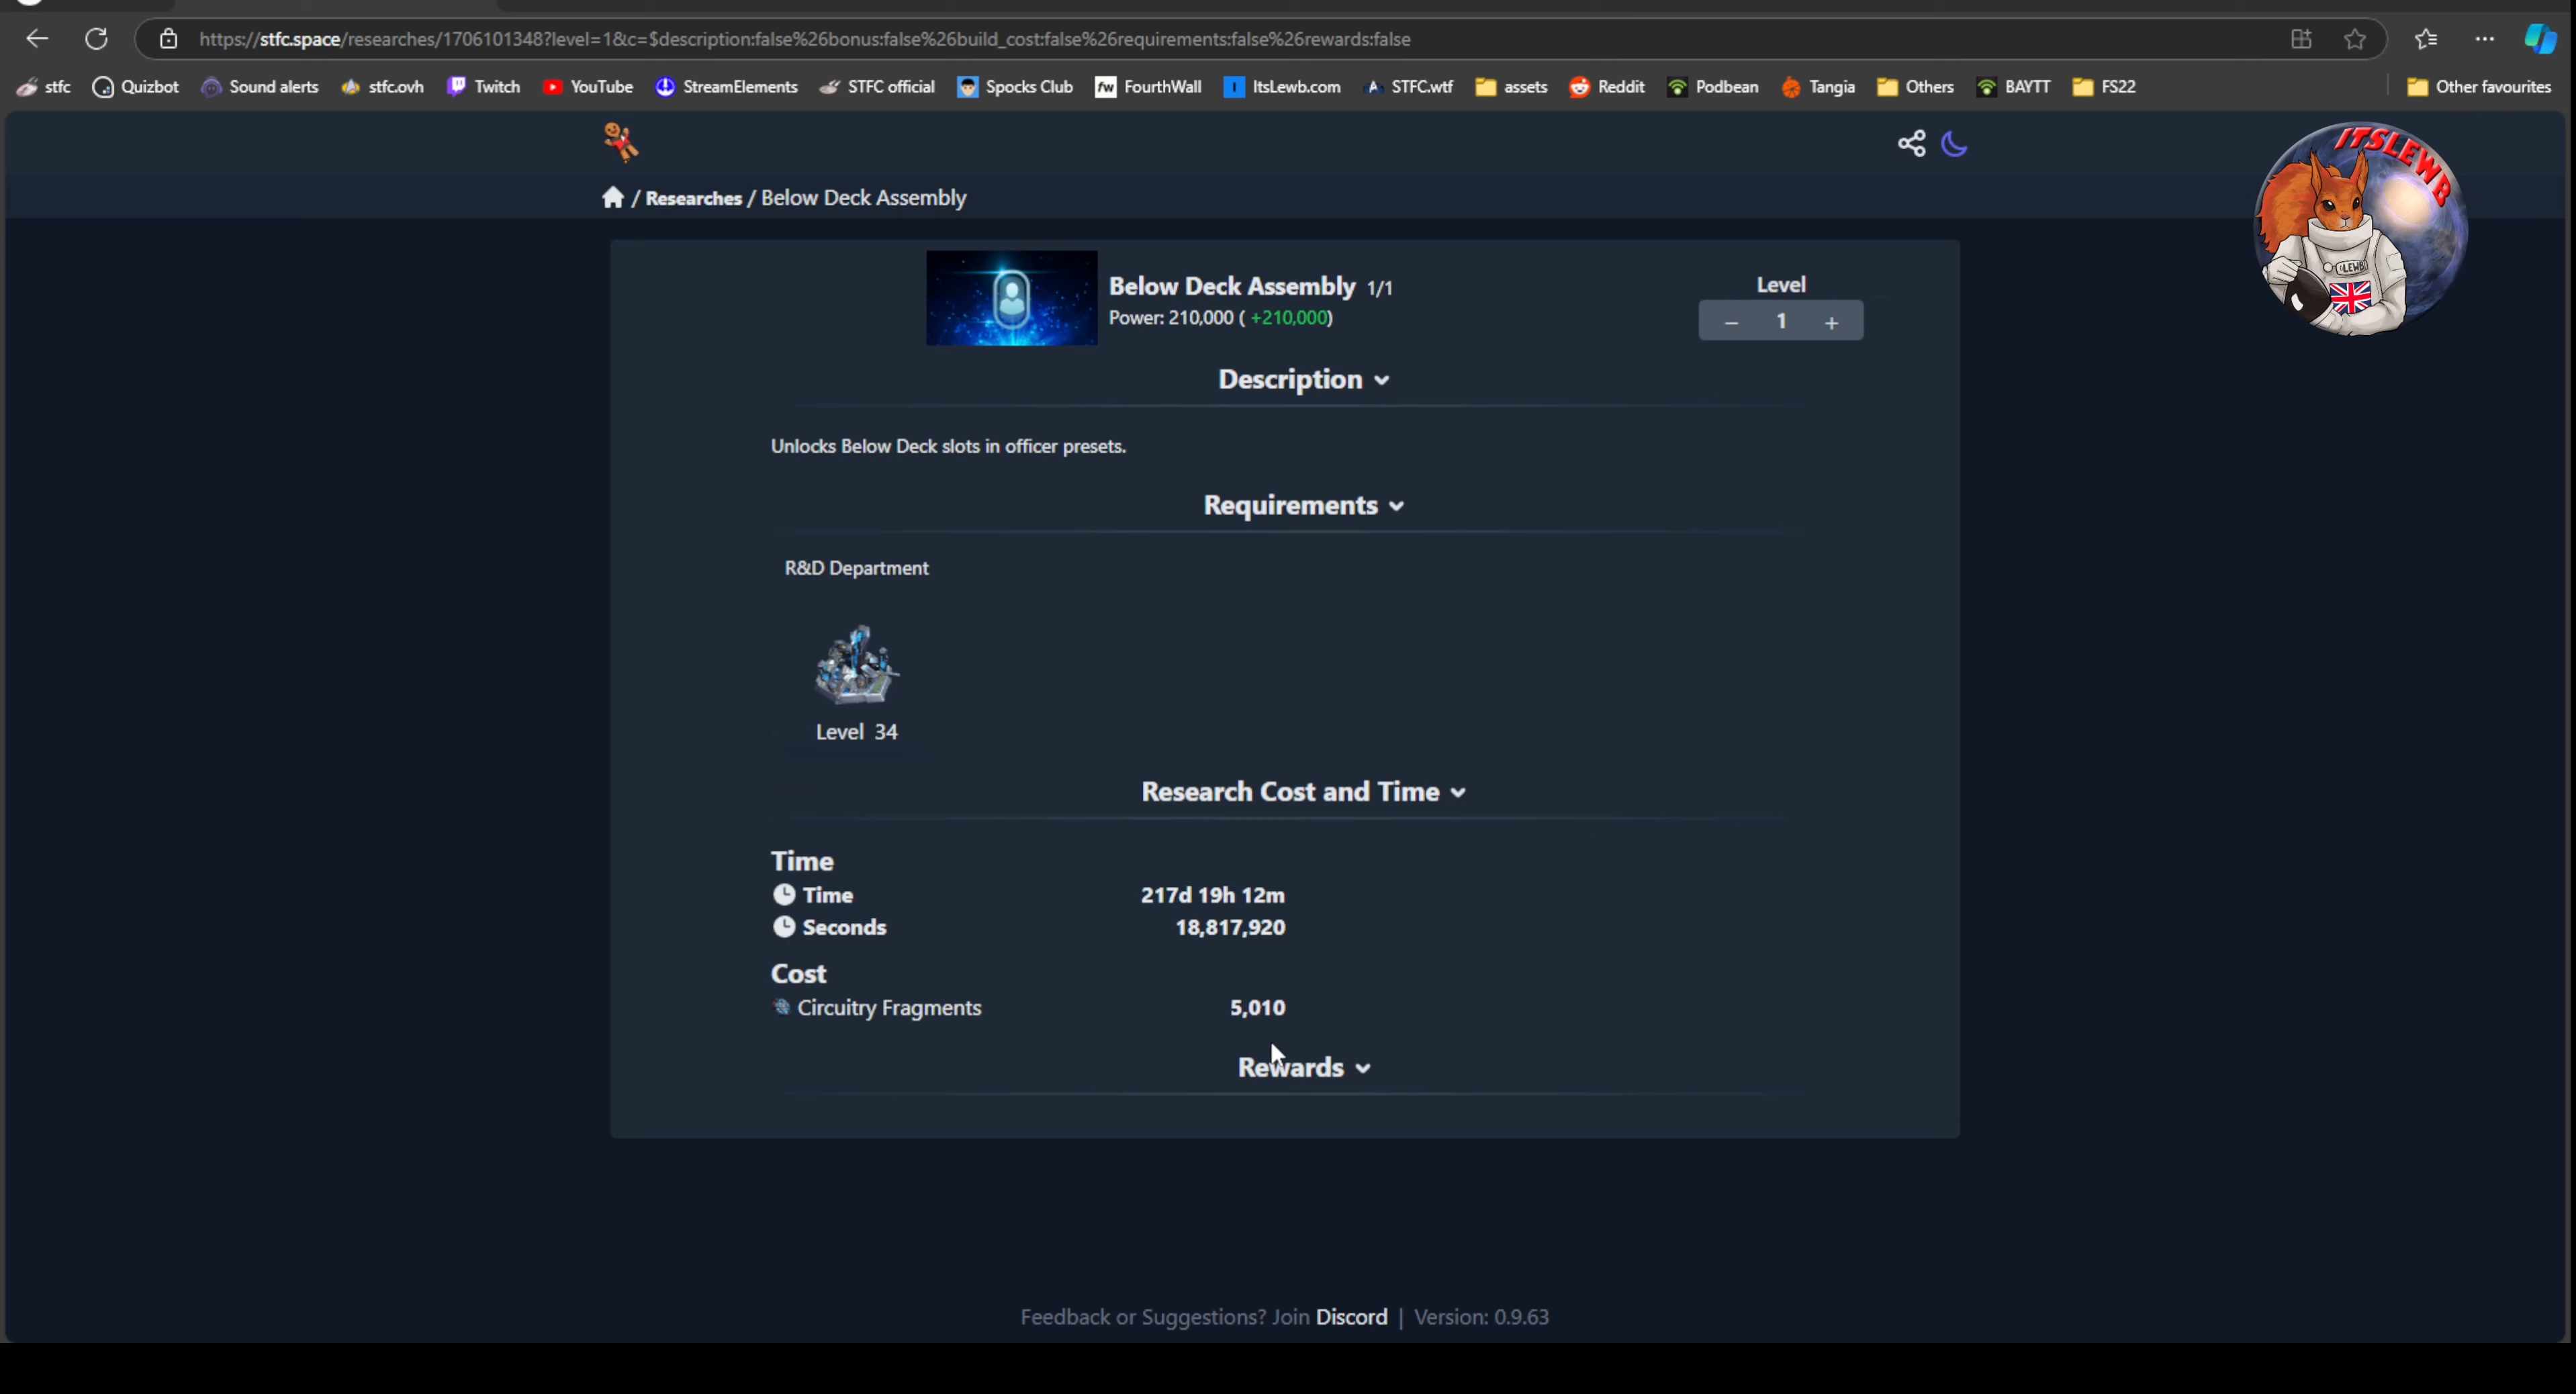 https://stfc.space/researches/1706101348?level=1&c=$description:false%26bonus:false%26build_cost:false%26requirements:false%26rewards:false
stfc Quizbot Sound alerts stfc.ovh Twitch YouTube StreamElements STFC official Spocks Club fw FourthWall I ItsLewb.com A STFC.wtf assets Reddit Podbean Tangia Others BAYTT FS22 Other favourites
ITSLEWB
LEWB
/ Researches / Below Deck Assembly
Below Deck Assembly 1/1
Power: 210,000 ( +210,000)
Level
− 1 +
Description
Unlocks Below Deck slots in officer presets.
Requirements
R&D Department
Level 34
Research Cost and Time
Time
Time 217d 19h 12m
Seconds 18,817,920
Cost
Circuitry Fragments 5,010
Rewards
Feedback or Suggestions? Join Discord | Version: 0.9.63